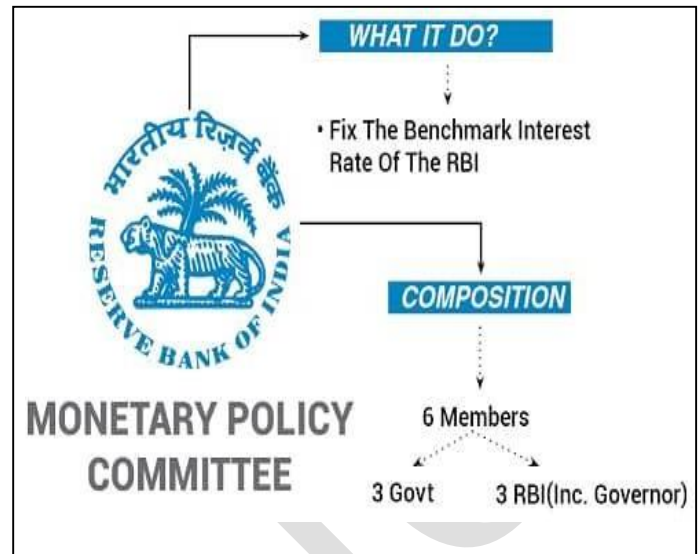 WHAT IT DO?
• Fix The Benchmark Interest
Rate Of The RBI
भारतीय रिज़र्व बैंक
RESERVE BANK OF INDIA
COMPOSITION
MONETARY POLICY
COMMITTEE
6 Members
3 Govt
3 RBI(Inc. Governor)